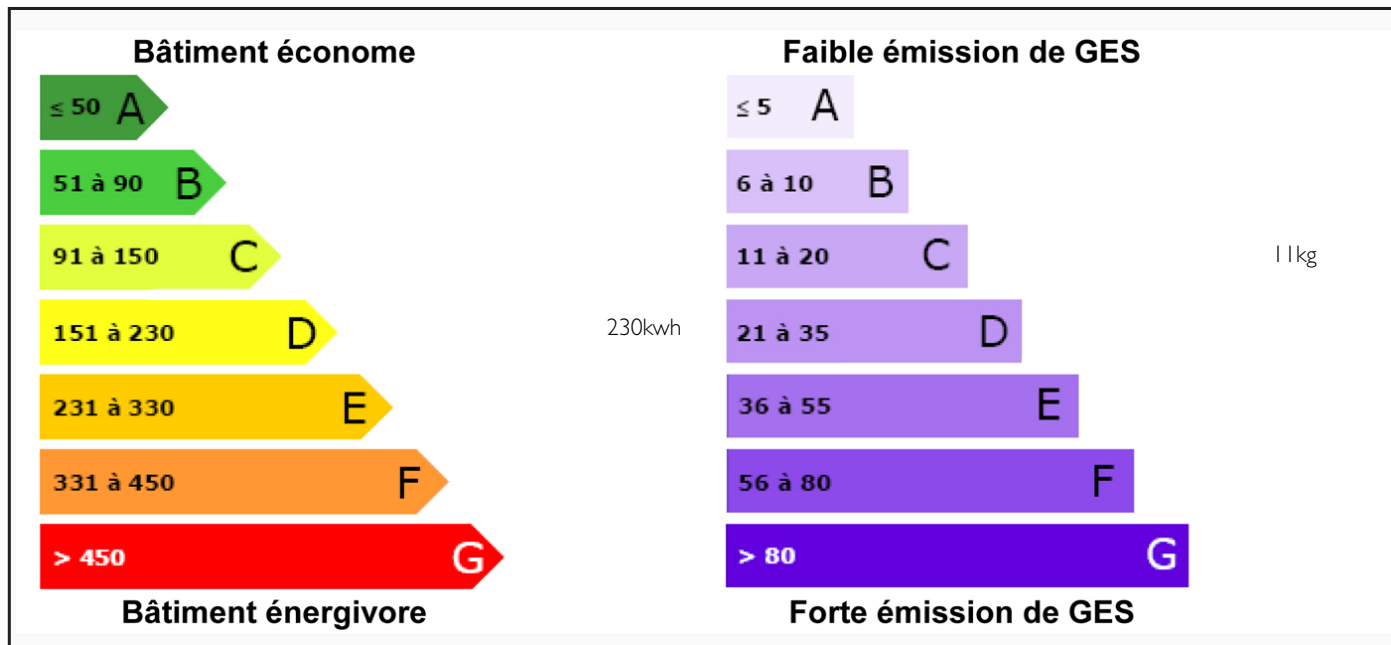 Bâtiment économe
≤ 50 A
51 à 90 B
91 à 150 C
151 à 230 D
230kwh
231 à 330 E
331 à 450 F
> 450 G
Bâtiment énergivore
Faible émission de GES
≤ 5 A
6 à 10 B
11 à 20 C
11kg
21 à 35 D
36 à 55 E
56 à 80 F
> 80 G
Forte émission de GES